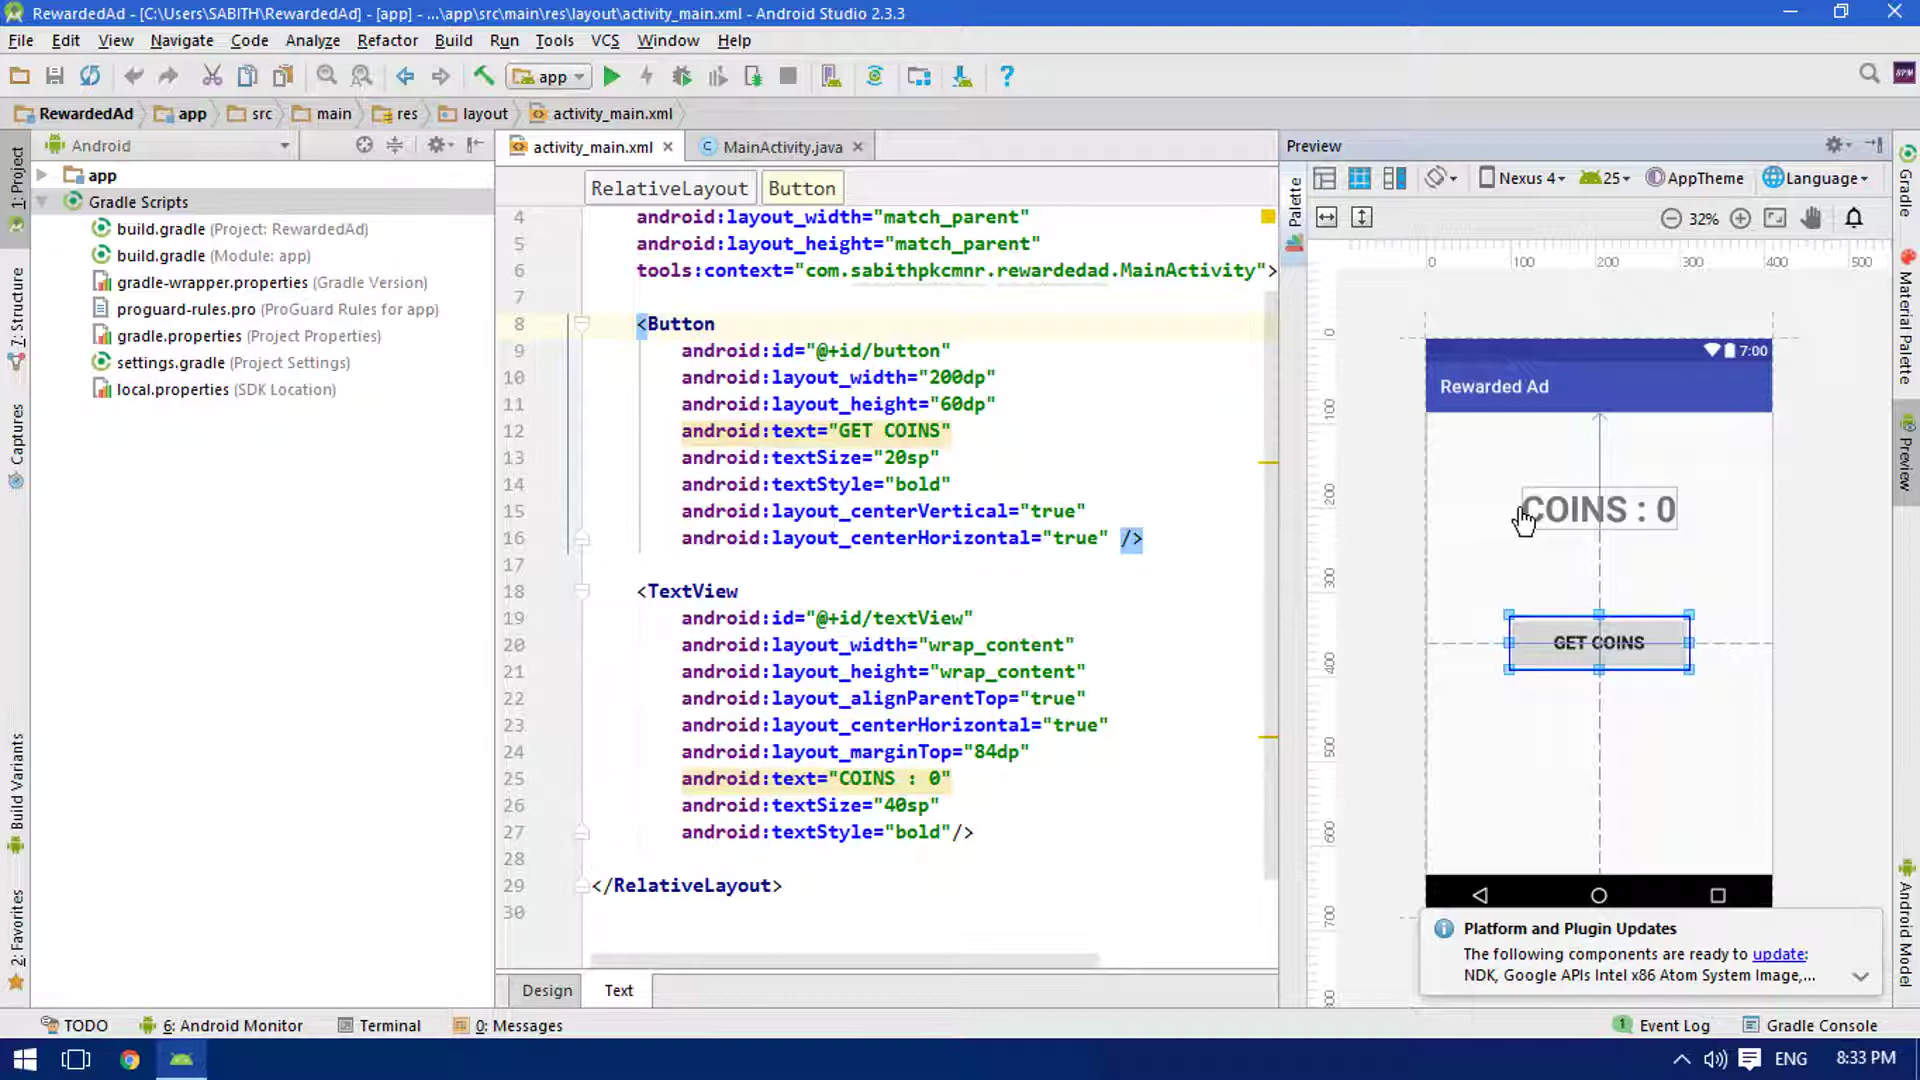 RewardedAd - [C:\Users\SABITH\RewardedAd] - [app] - ...\app\src\main\res\layout\activity_main.xml - Android Studio 2.3.3
File Edit View Navigate Code Analyze Refactor Build Run Tools VCS Window Help
app
RewardedAd app src main res layout activity_main.xml
1: Project
7: Structure
Captures
Build Variants
2: Favorites
Android
app
Gradle Scripts
build.gradle (Project: RewardedAd)
build.gradle (Module: app)
gradle-wrapper.properties (Gradle Version)
proguard-rules.pro (ProGuard Rules for app)
gradle.properties (Project Properties)
settings.gradle (Project Settings)
local.properties (SDK Location)
activity_main.xml MainActivity.java
RelativeLayout Button
4 android:layout_width="match_parent"
5 android:layout_height="match_parent"
6 tools:context="com.sabithpkcmnr.rewardedad.MainActivity">
7
8 <Button
9 android:id="@+id/button"
10 android:layout_width="200dp"
11 android:layout_height="60dp"
12 android:text="GET COINS"
13 android:textSize="20sp"
14 android:textStyle="bold"
15 android:layout_centerVertical="true"
16 android:layout_centerHorizontal="true" />
17
18 <TextView
19 android:id="@+id/textView"
20 android:layout_width="wrap_content"
21 android:layout_height="wrap_content"
22 android:layout_alignParentTop="true"
23 android:layout_centerHorizontal="true"
24 android:layout_marginTop="84dp"
25 android:text="COINS : 0"
26 android:textSize="40sp"
27 android:textStyle="bold"/>
28
29 </RelativeLayout>
30
Design Text
Preview
Palette
Nexus 4 25 AppTheme Language
32%
0 100 200 300 400 500
0
100
200
300
400
500
600
700
7:00
Rewarded Ad
COINS : 0
GET COINS
Platform and Plugin Updates
The following components are ready to update:
NDK, Google APIs Intel x86 Atom System Image,...
Gradle
Material Palette
Preview
Android Model
TODO 6: Android Monitor Terminal 0: Messages
1 Event Log Gradle Console
ENG 8:33 PM